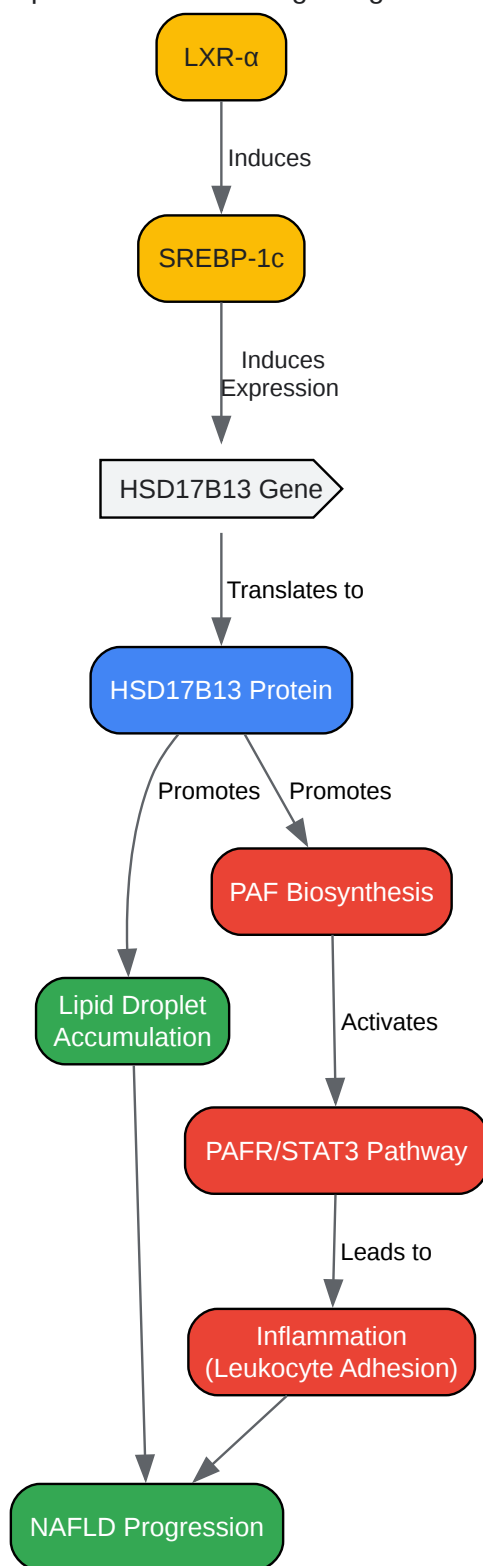 LXR-α
Induces
SREBP-1c
Induces
Expression
HSD17B13 Gene
Translates to
HSD17B13 Protein
Promotes
Promotes
PAF Biosynthesis
Lipid Droplet
Accumulation
Activates
PAFR/STAT3 Pathway
Leads to
Inflammation
(Leukocyte Adhesion)
NAFLD Progression